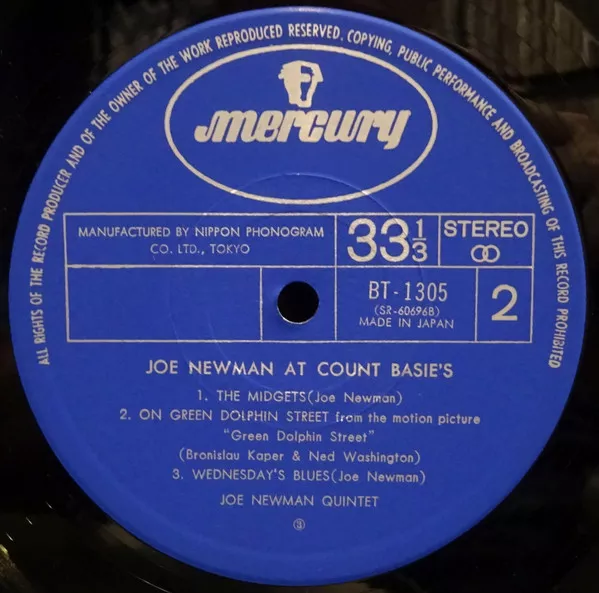 ALL RIGHTS OF THE RECORD PRODUCER AND OF THE OWNER OF THE WORK REPRODUCED RESERVED. COPYING, PUBLIC PERFORMANCE AND BROADCASTING OF THIS RECORD PROHIBITED
mercury
MANUFACTURED BY NIPPON PHONOGRAM
CO. LTD., TOKYO
33 1/3
STEREO
BT-1305
(SR-60696B)
MADE IN JAPAN
2
JOE NEWMAN AT COUNT BASIE'S
1. THE MIDGETS(Joe Newman)
2. ON GREEN DOLPHIN STREET from the motion picture
"Green Dolphin Street"
(Bronislau Kaper & Ned Washington)
3. WEDNESDAY'S BLUES(Joe Newman)
JOE NEWMAN QUINTET